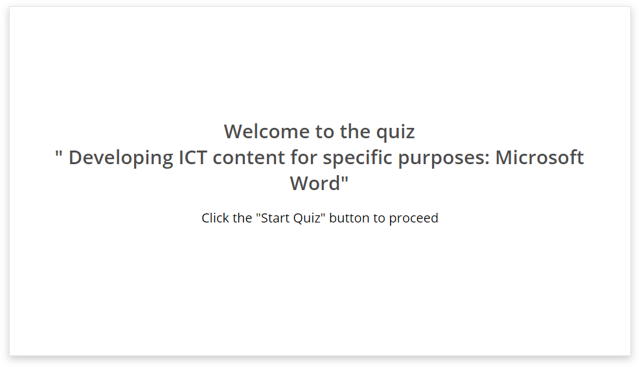 Welcome to the quiz
" Developing ICT content for specific purposes: Microsoft
Word"
Click the "Start Quiz" button to proceed